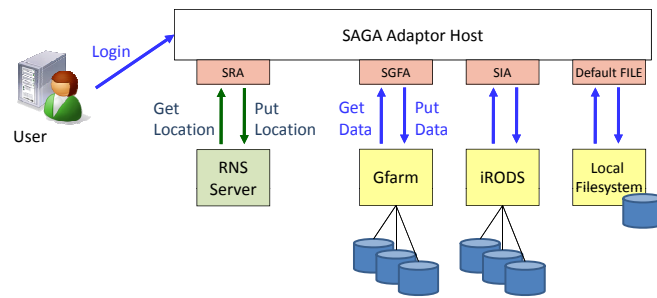 SAGA Adaptor Host
Login
SRA
SGFA
SIA
Default FILE
User
Get
Location
Put
Location
Get
Data
Put
Data
RNS
Server
Gfarm
iRODS
Local
Filesystem